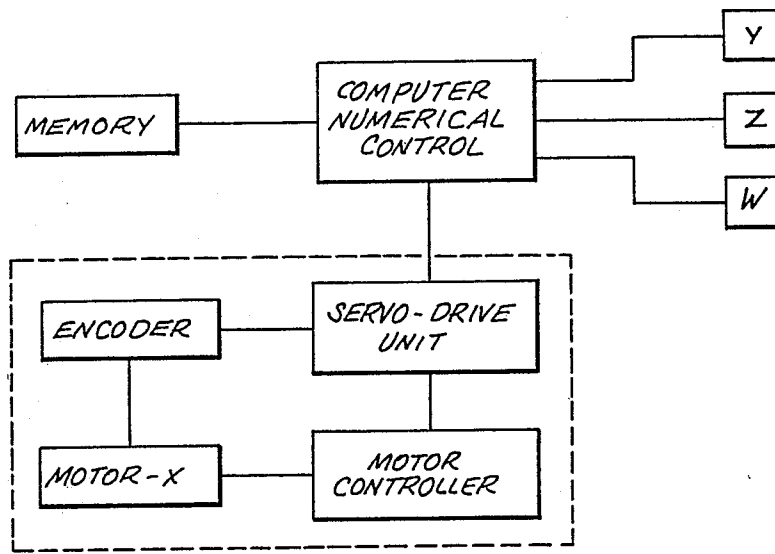 Y
COMPUTER
NUMERICAL
CONTROL
MEMORY
Z
W
SERVO-DRIVE
UNIT
ENCODER
MOTOR-X
MOTOR
CONTROLLER